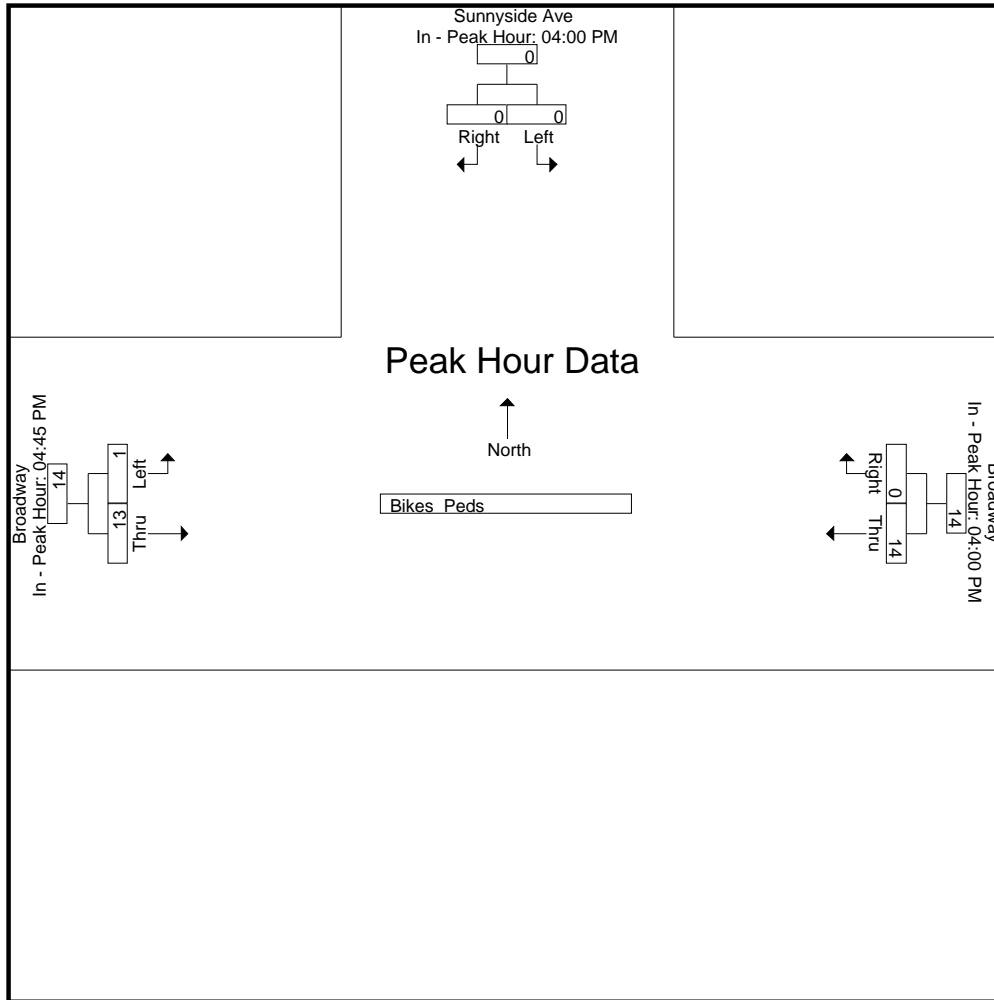 Sunnyside Ave
In - Peak Hour: 04:00 PM
0
0 0
Right Left
Peak Hour Data
North
Bikes Peds
Broadway
In - Peak Hour: 04:45 PM
14
1 13
Left Thru
Broadway
In - Peak Hour: 04:00 PM
14
0 14
Right Thru